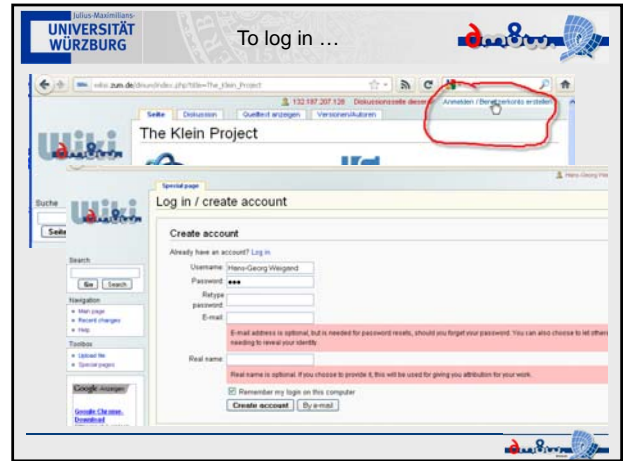 Julius-Maximilians-
UNIVERSITÄT
WÜRZBURG
To log in …
wiki.zum.de/dmuw/index.php?title=The_Klein_Project
132.187.207.128 Diskussionsseite dieser Anmelden / Benutzerkonto erstellen
Seite Diskussion Quelltext anzeigen Versionen/Autoren
The Klein Project
Wiki
Suche
Seite
Special page
Log in / create account
Wiki
Create account
Already have an account? Log in.
Username: Hans-Georg Weigand
Password:
Retype
password:
E-mail:
E-mail address is optional, but is needed for password resets, should you forget your password. You can also choose to let others
needing to reveal your identity.
Real name:
Real name is optional. If you choose to provide it, this will be used for giving you attribution for your work.
Remember my login on this computer
Create account By e-mail
Search
Go Search
Navigation
Main page
Recent changes
Help
Toolbox
Upload file
Special pages
Google-Anzeigen
Google Chrome.
Download